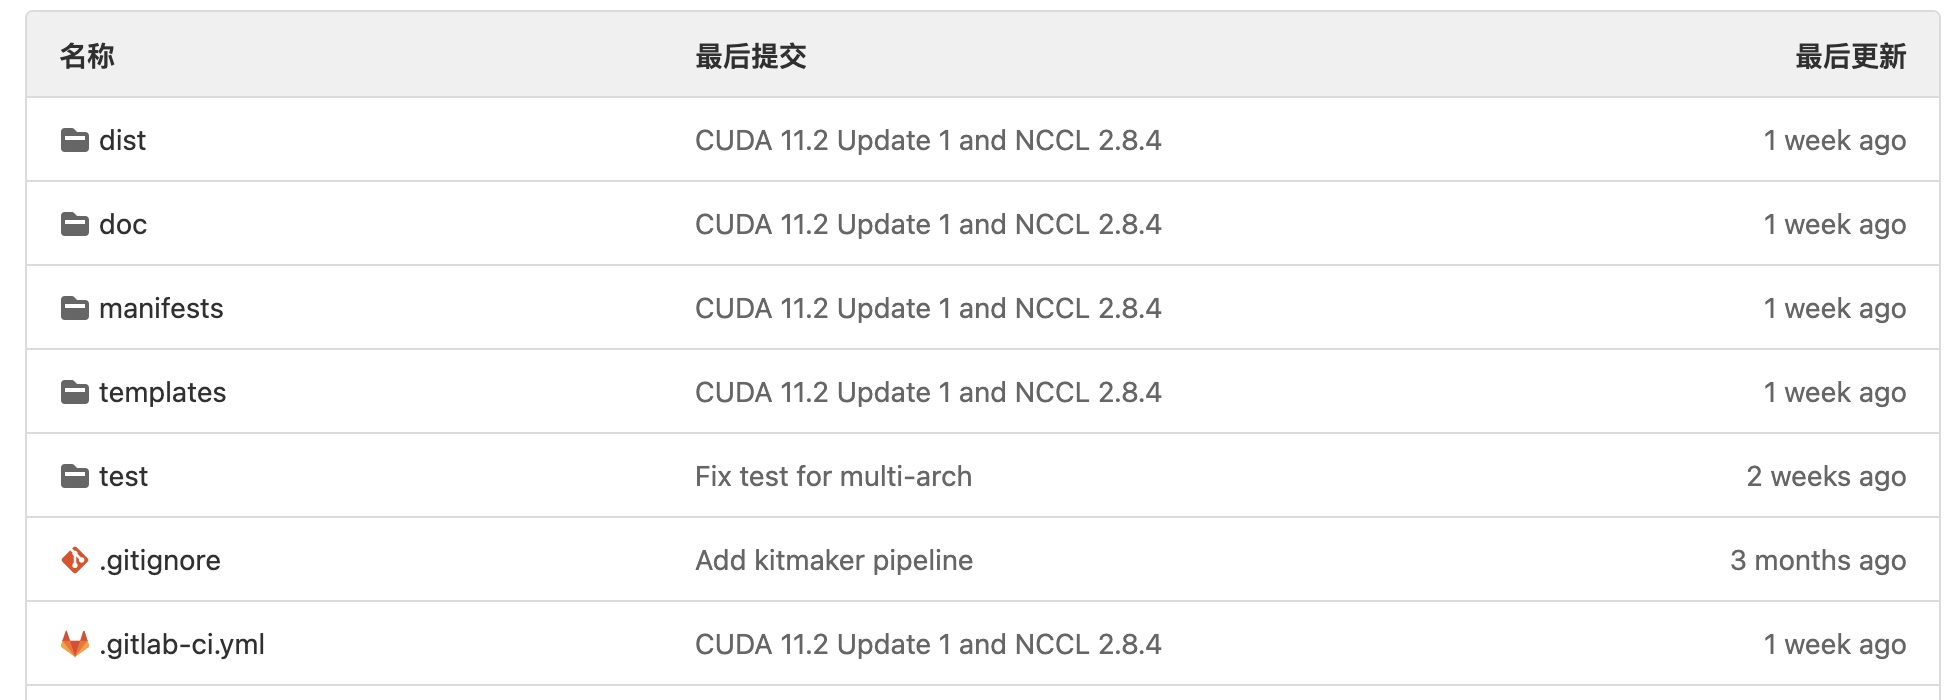 名称 最后提交 最后更新
dist CUDA 11.2 Update 1 and NCCL 2.8.4 1 week ago
doc CUDA 11.2 Update 1 and NCCL 2.8.4 1 week ago
manifests CUDA 11.2 Update 1 and NCCL 2.8.4 1 week ago
templates CUDA 11.2 Update 1 and NCCL 2.8.4 1 week ago
test Fix test for multi-arch 2 weeks ago
.gitignore Add kitmaker pipeline 3 months ago
.gitlab-ci.yml CUDA 11.2 Update 1 and NCCL 2.8.4 1 week ago